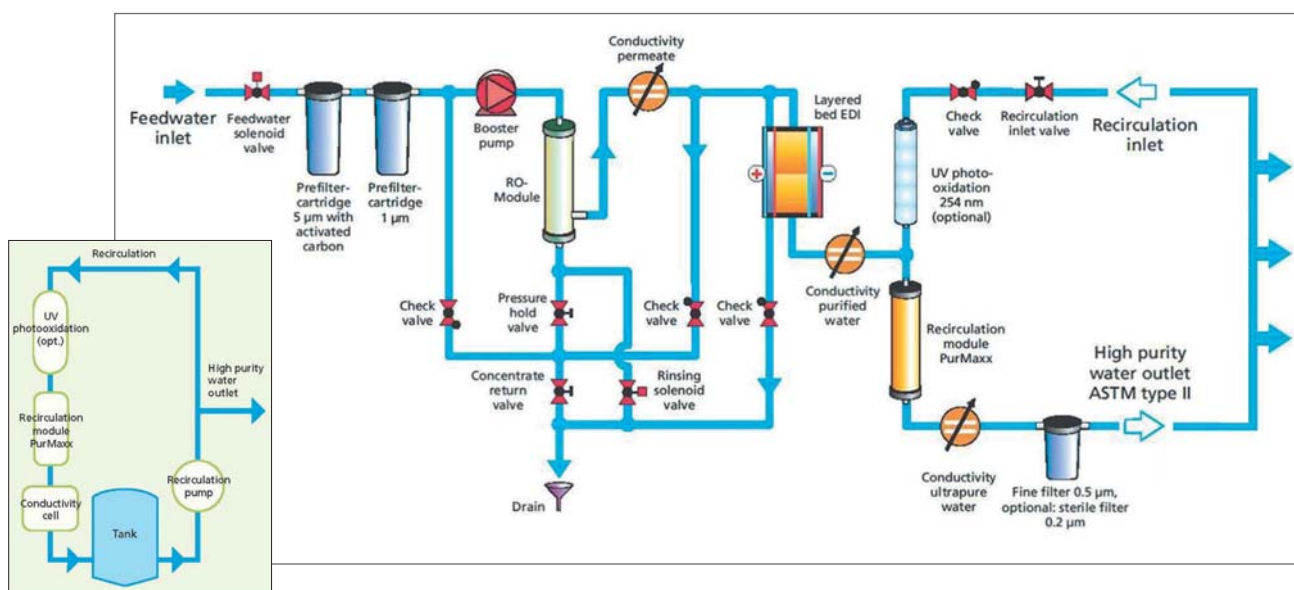 Conductivity
permeate
Feedwater
inlet
Feedwater
solenoid
valve
Booster
pump
Layered
bed EDI
Check
valve
Recirculation
inlet valve
Recirculation
inlet
Prefilter-
cartridge
5 µm with
activated
carbon
Prefilter-
cartridge
1 µm
RO-
Module
+
−
UV photo-
oxidation
254 nm
(optional)
Check
valve
Pressure
hold
valve
Check
valve
Check
valve
Conductivity
purified
water
Recirculation
module
PurMaxx
Concentrate
return
valve
Rinsing
solenoid
valve
High purity
water outlet
ASTM type II
Drain
Conductivity
ultrapure
water
Fine filter 0.5 µm,
optional: sterile filter
0.2 µm
Recirculation
UV
photooxidation
(opt.)
High purity
water
outlet
Recirculation
module
PurMaxx
Recirculation
pump
Conductivity
cell
Tank